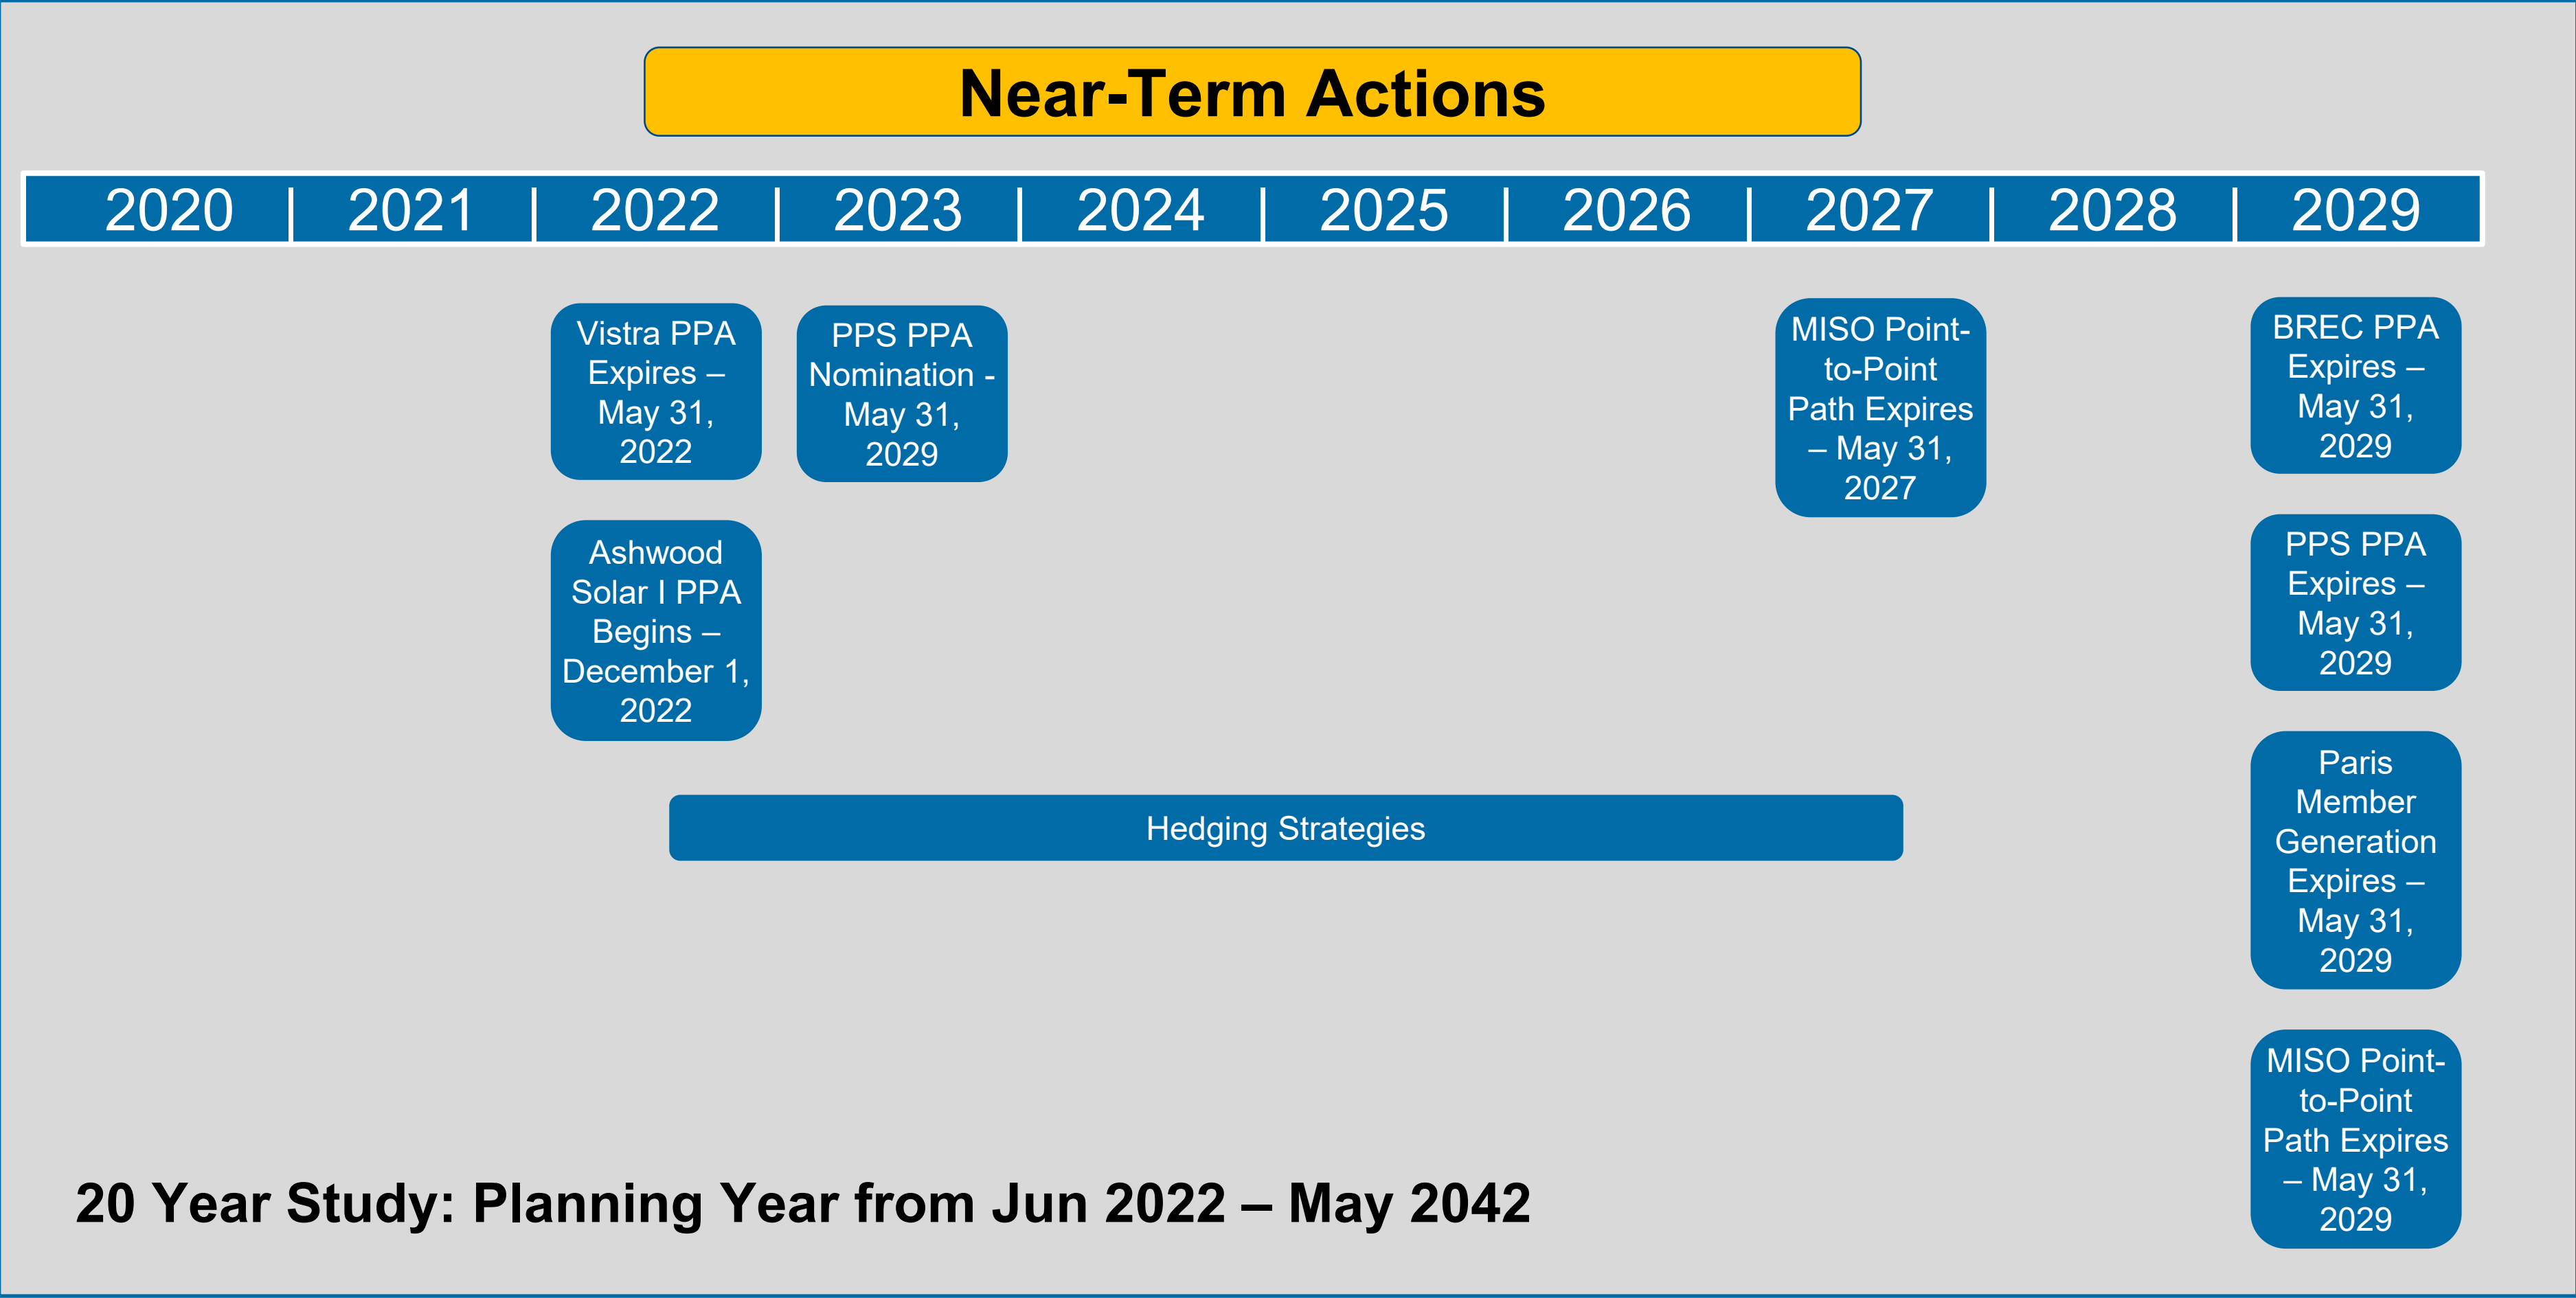 Near-Term Actions
2020 | 2021 | 2022 | 2023 | 2024 | 2025 | 2026 | 2027 | 2028 | 2029
Vistra PPA
Expires –
May 31,
2022
Ashwood
Solar I PPA
Begins –
December 1,
2022
PPS PPA
Nomination -
May 31,
2029
MISO Point-
to-Point
Path Expires
– May 31,
2027
BREC PPA
Expires –
May 31,
2029
PPS PPA
Expires –
May 31,
2029
Paris
Member
Generation
Expires –
May 31,
2029
MISO Point-
to-Point
Path Expires
– May 31,
2029
Hedging Strategies
20 Year Study: Planning Year from Jun 2022 – May 2042